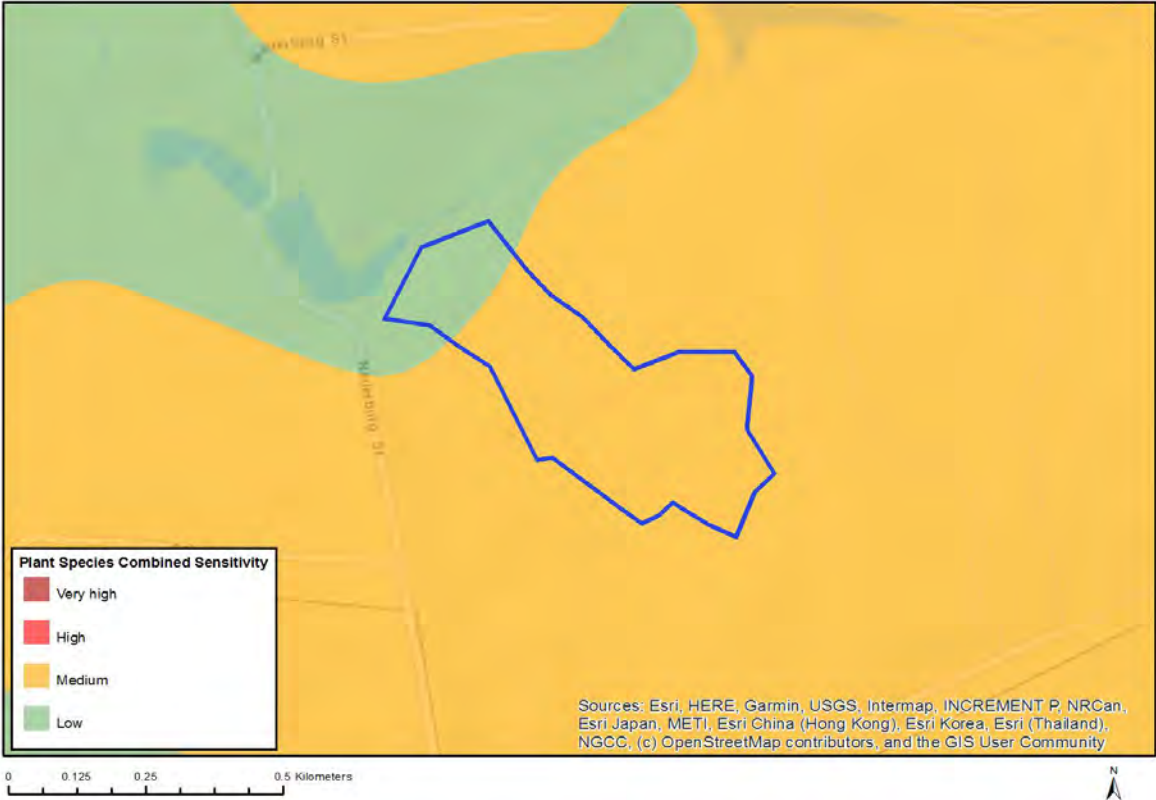 Plant Species Combined Sensitivity
Very high
High
Medium
Low
Sources: Esri, HERE, Garmin, USGS, Intermap, INCREMENT P, NRCan,
Esri Japan, METI, Esri China (Hong Kong), Esri Korea, Esri (Thailand),
NGCC, (c) OpenStreetMap contributors, and the GIS User Community
0 0.125 0.25 0.5 Kilometers
N